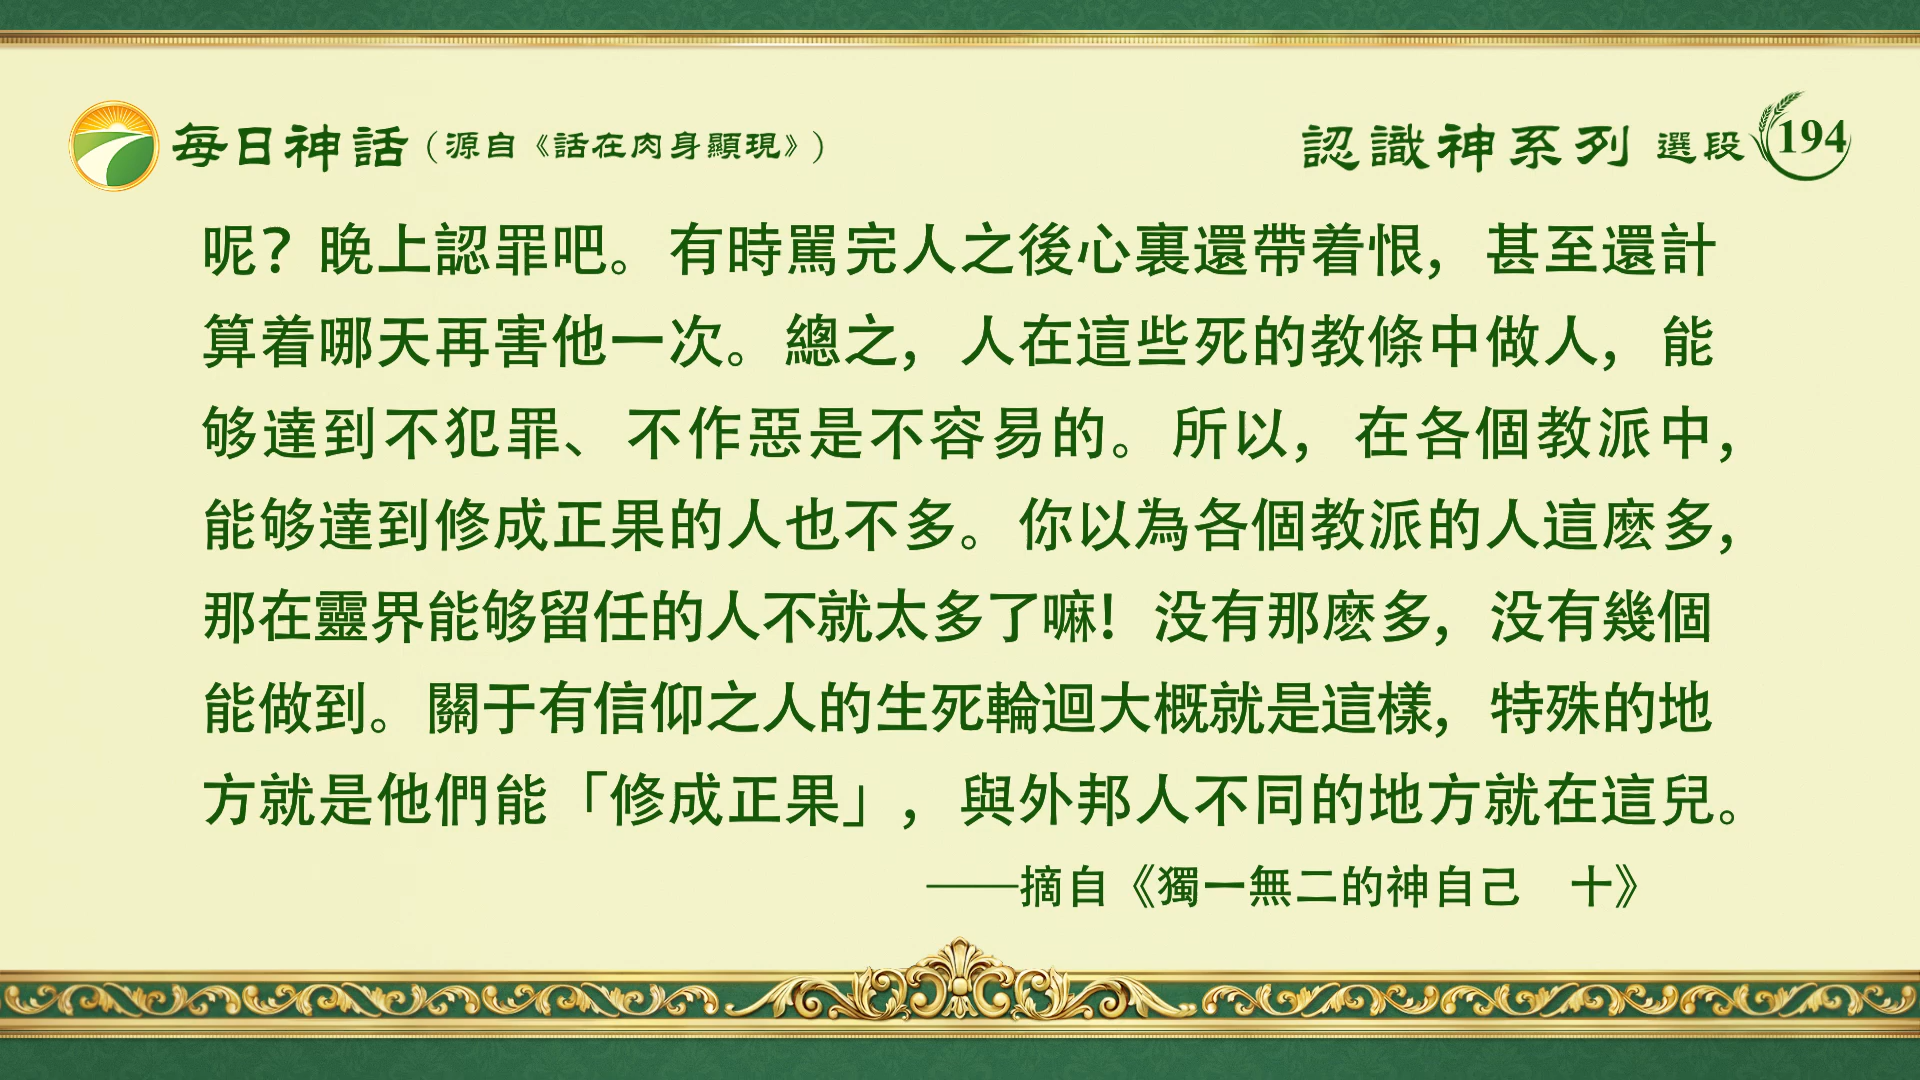 每日神話（源自《話在肉身顯現》）
認識神系列 選段 194
呢？晚上認罪吧。有時駡完人之後心裏還帶着恨，甚至還計
算着哪天再害他一次。總之，人在這些死的教條中做人，能
够達到不犯罪、不作惡是不容易的。所以，在各個教派中，
能够達到修成正果的人也不多。你以為各個教派的人這麽多，
那在靈界能够留任的人不就太多了嘛！没有那麽多，没有幾個
能做到。關于有信仰之人的生死輪迴大概就是這樣，特殊的地
方就是他們能「修成正果」，與外邦人不同的地方就在這兒。
——摘自《獨一無二的神自己　十》